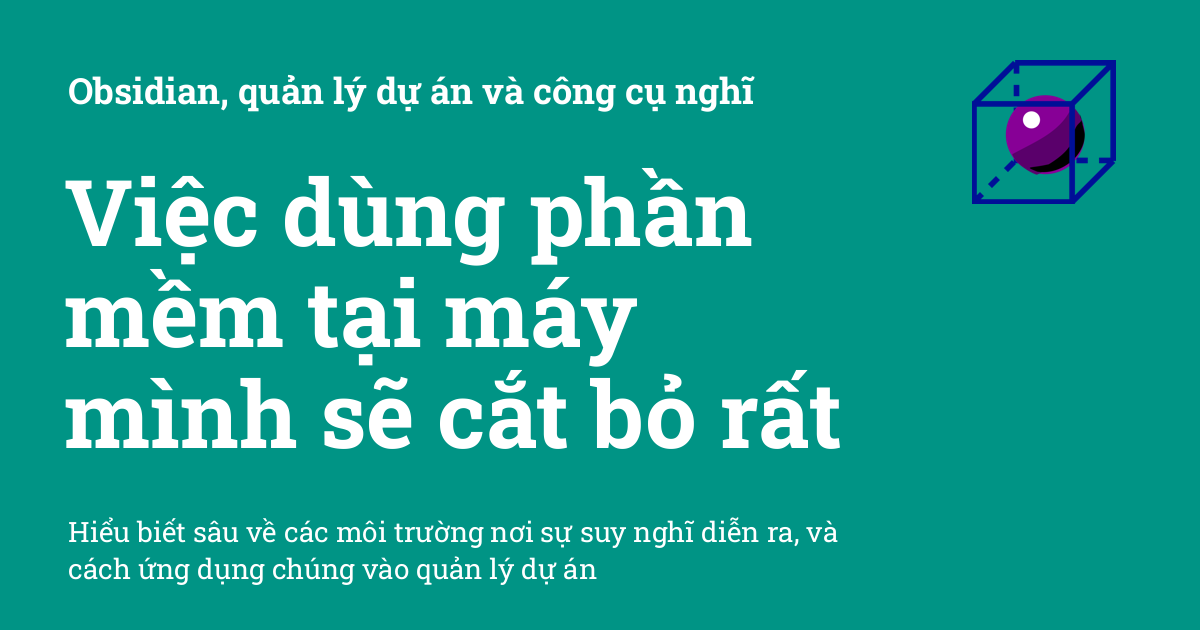 Obsidian, quản lý dự án và công cụ nghĩ
Việc dùng phần
mềm tại máy
mình sẽ cắt bỏ rất
Hiểu biết sâu về các môi trường nơi sự suy nghĩ diễn ra, và
cách ứng dụng chúng vào quản lý dự án